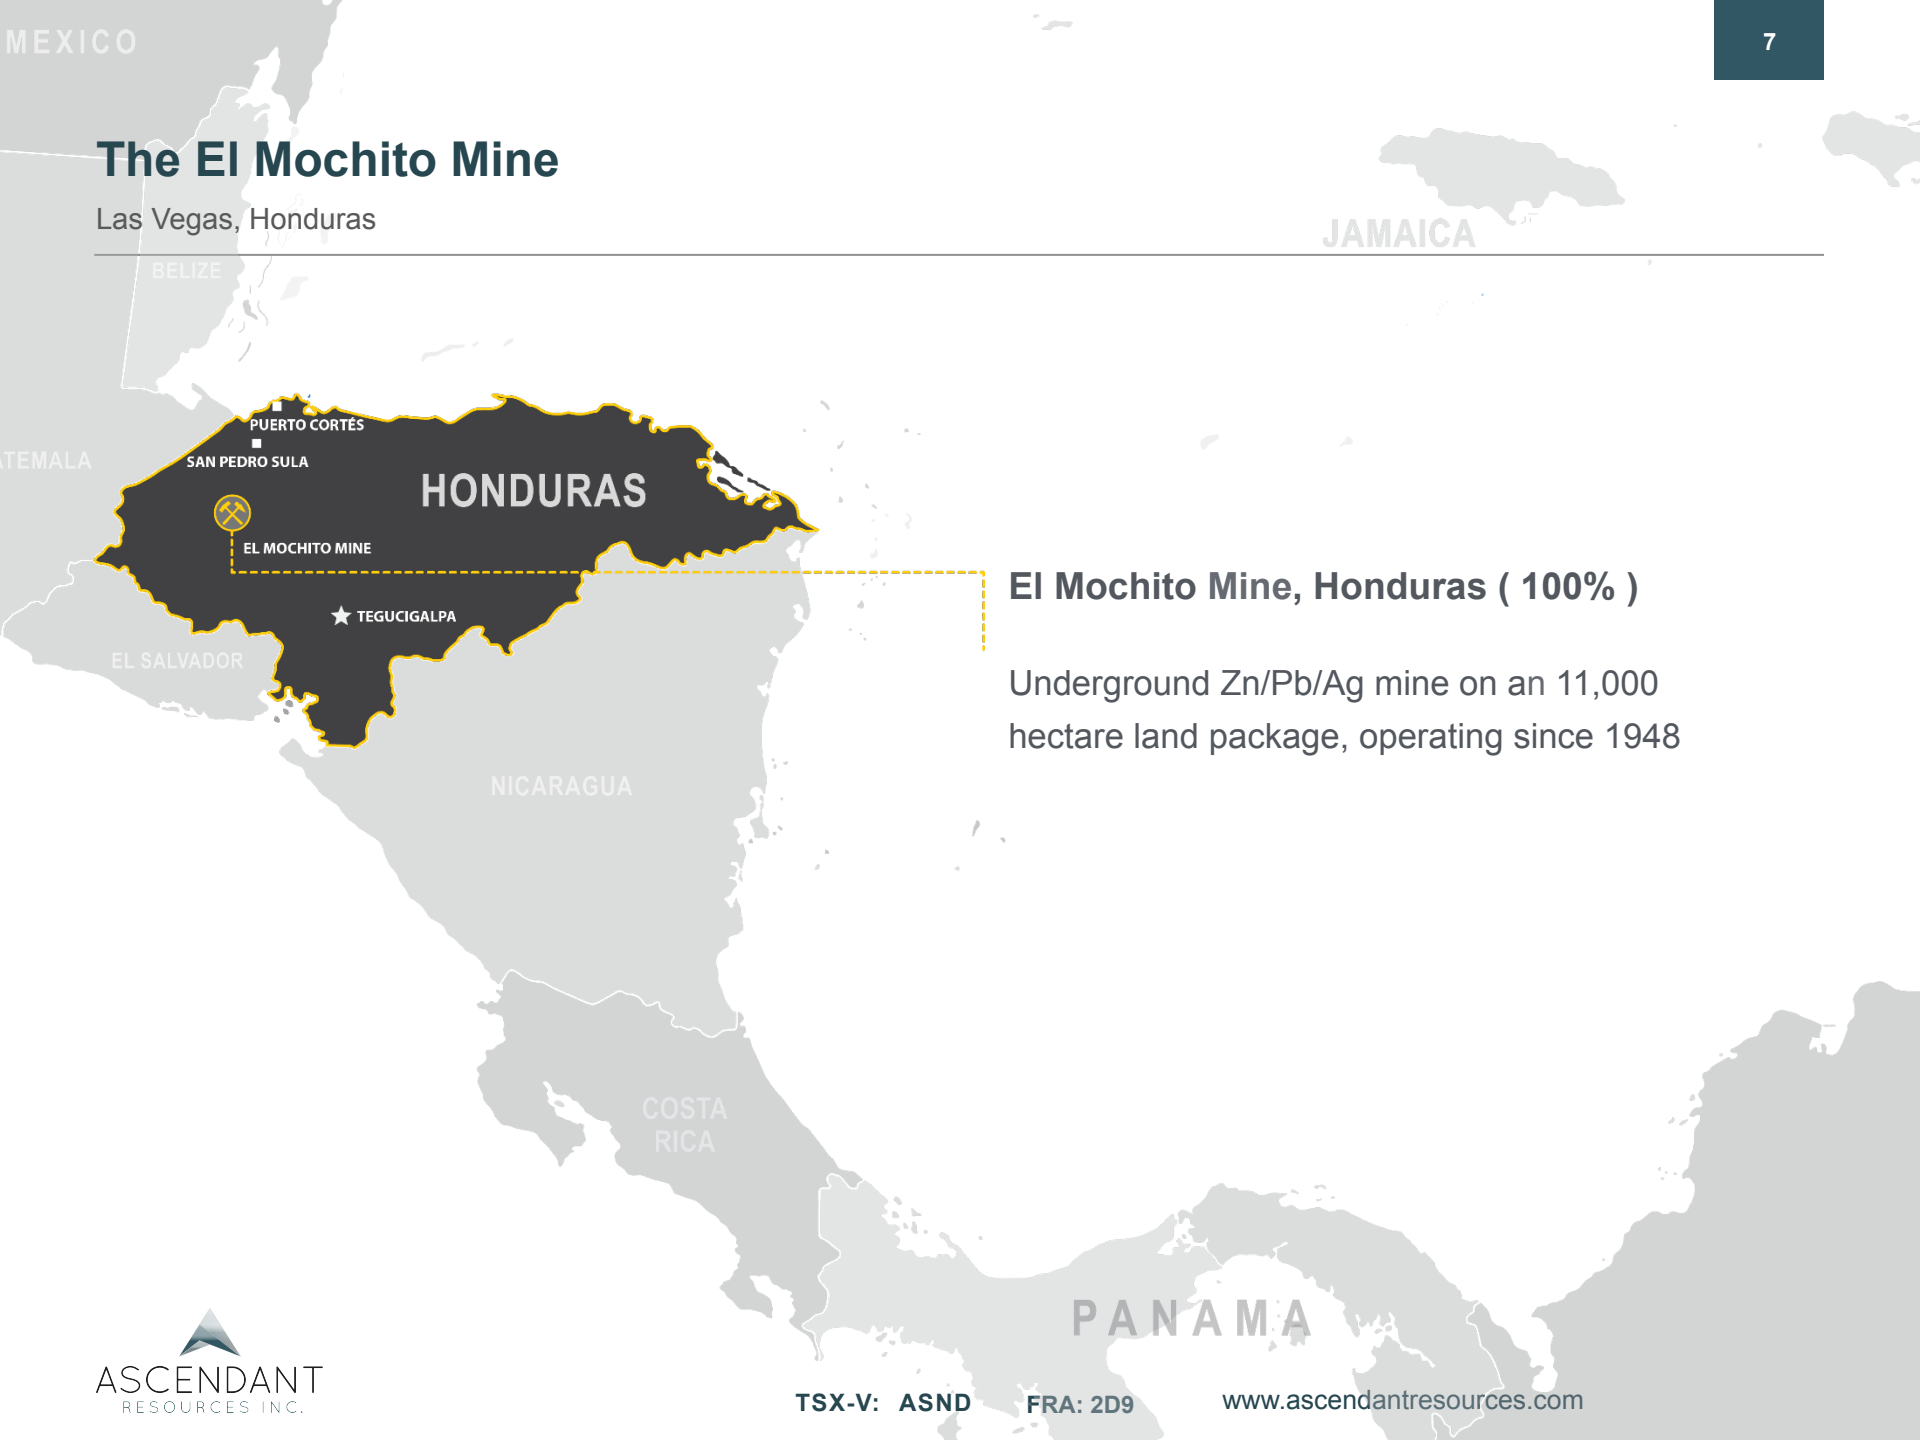 7
MEXICO
The El Mochito Mine
Las Vegas, Honduras
JAMAICA
BELIZE
PUERTO CORTÉS
SAN PEDRO SULA
ATEMALA
HONDURAS
EL MOCHITO MINE
El Mochito Mine, Honduras ( 100% )
TEGUCIGALPA
EL SALVADOR
Underground Zn/Pb/Ag mine on an 11,000
hectare land package, operating since 1948
NICARAGUA
COSTA
RICA
PANAMA
ASCENDANT
RESOURCES INC.
TSX-V: ASND
FRA: 2D9
www.ascendantresources.com